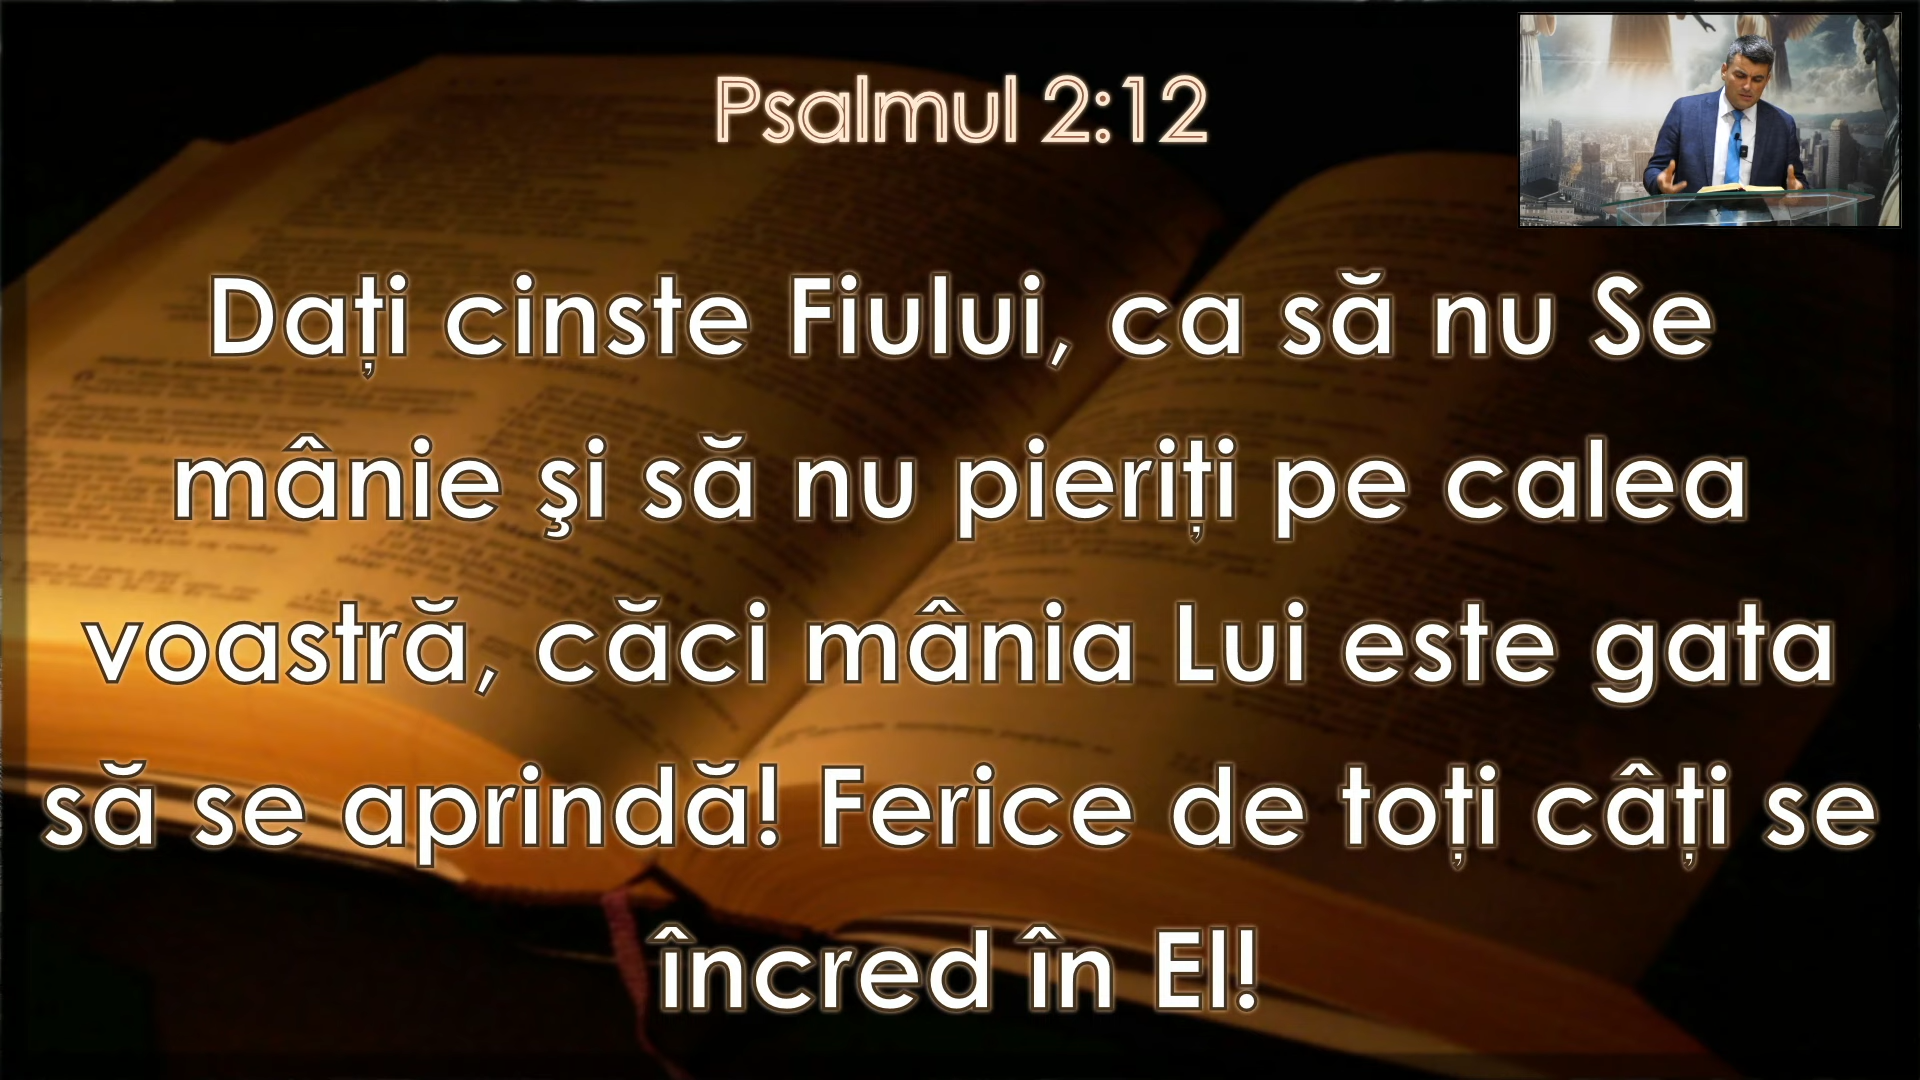 Psalmul 2:12
Dați cinste Fiului, ca să nu Se
mânie şi să nu pieriți pe calea
voastră, căci mânia Lui este gata
să se aprindă! Ferice de toți câți se
încred în El!